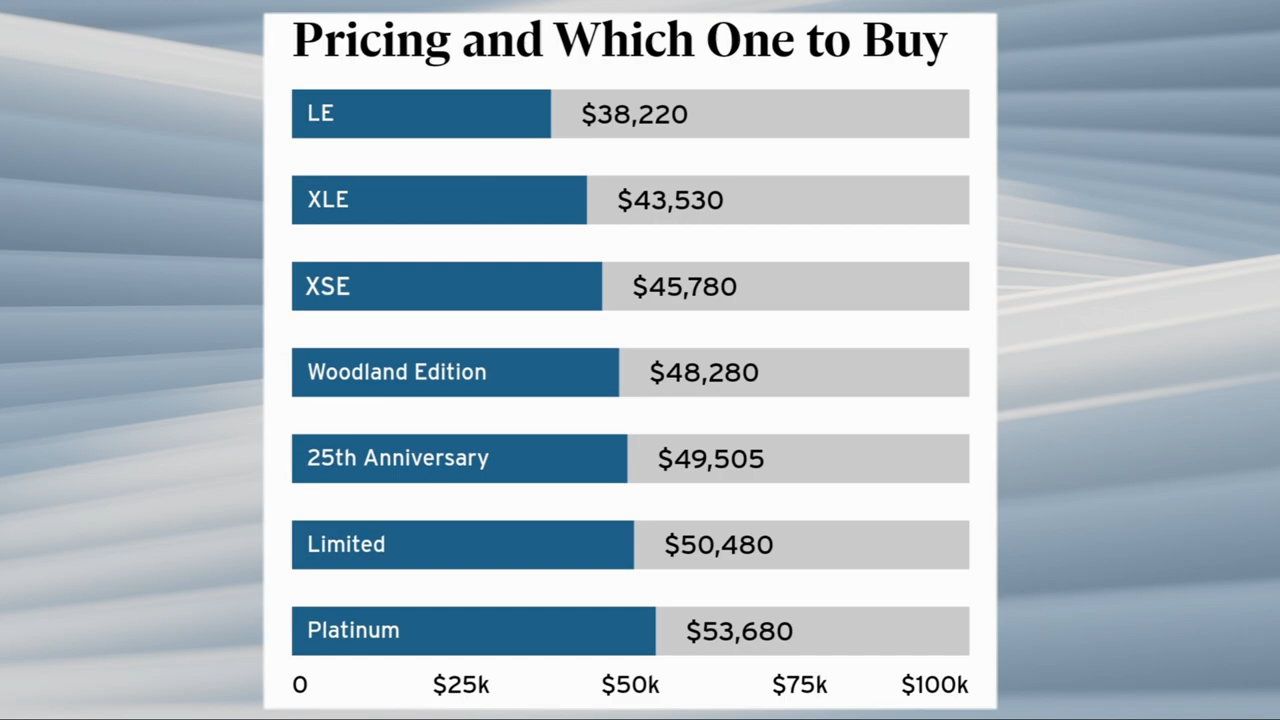 Pricing and Which One to Buy
LE $38,220
XLE $43,530
XSE $45,780
Woodland Edition $48,280
25th Anniversary $49,505
Limited $50,480
Platinum $53,680
0 $25k $50k $75k $100k